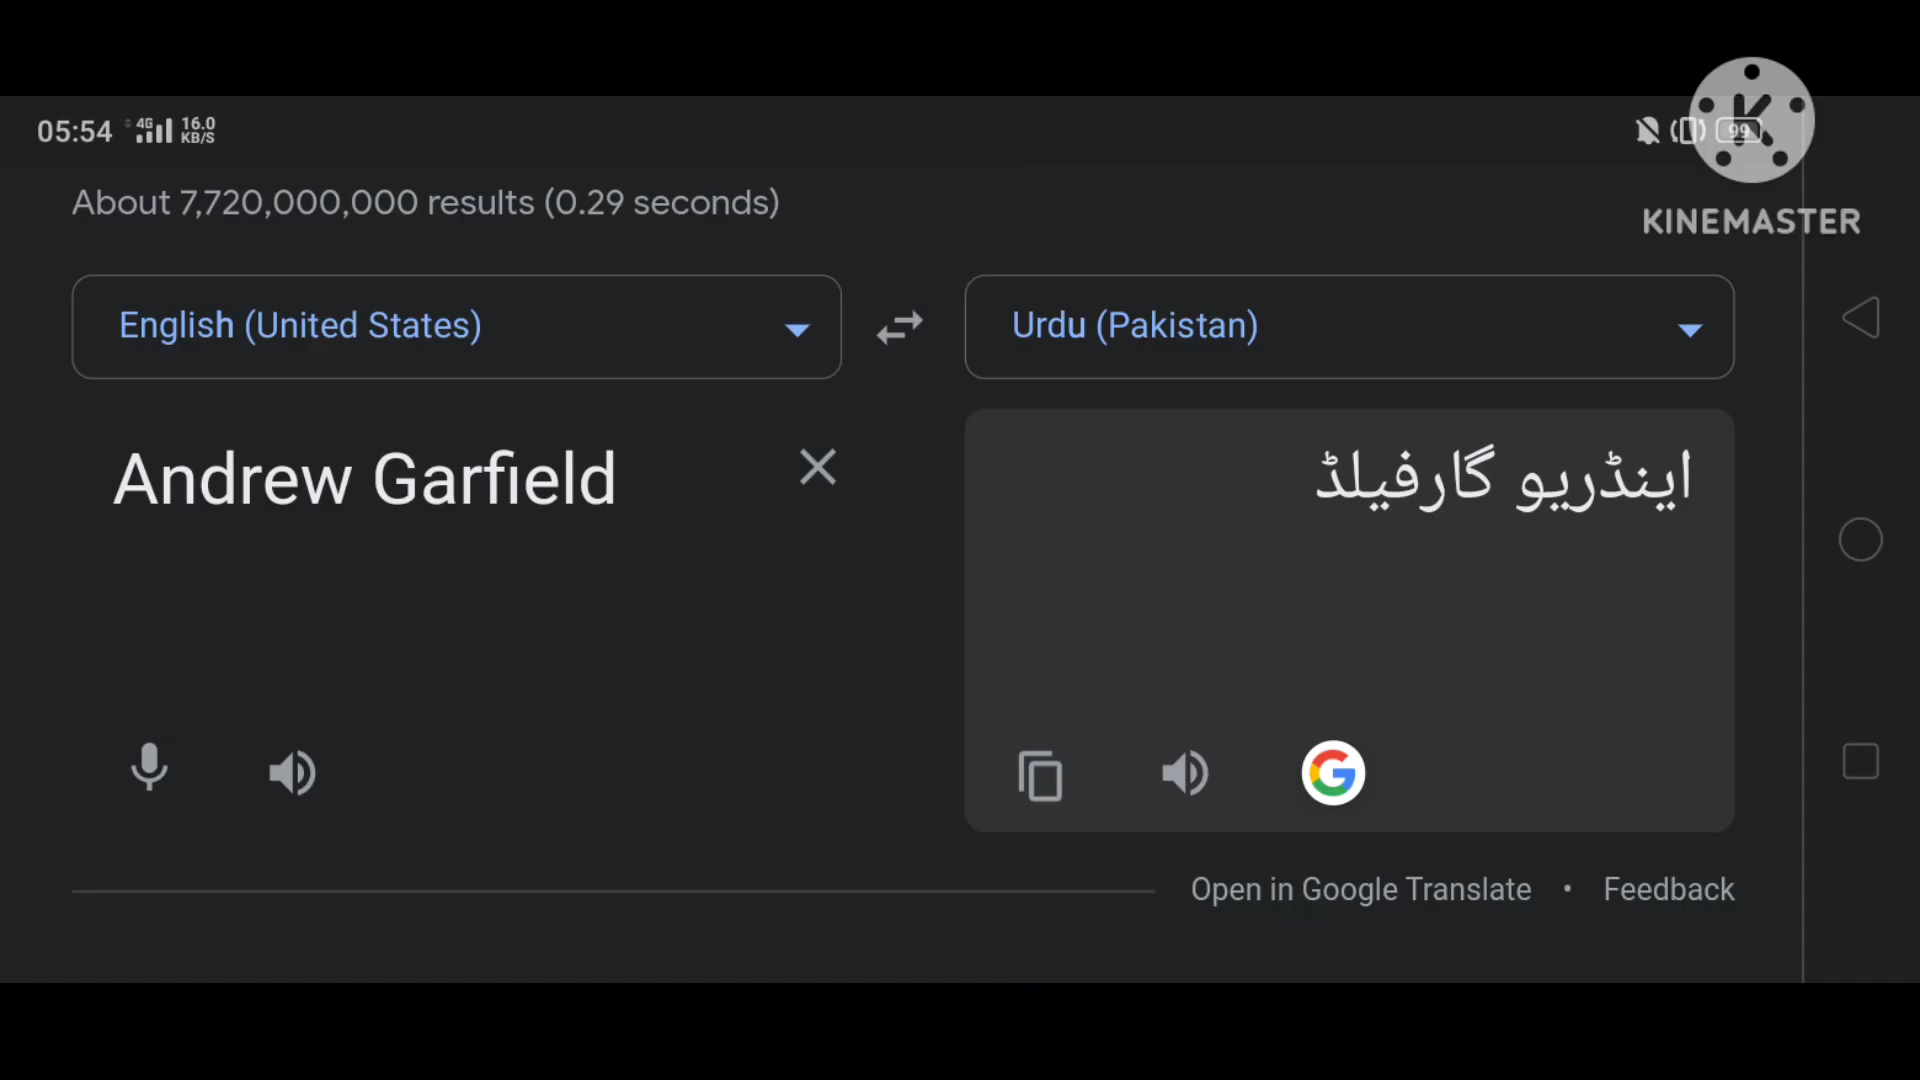 05:54 4G 16.0 KB/S 99
KINEMASTER
About 7,720,000,000 results (0.29 seconds)
English (United States) Urdu (Pakistan)
Andrew Garfield
اینڈریو گارفیلڈ
Open in Google Translate • Feedback